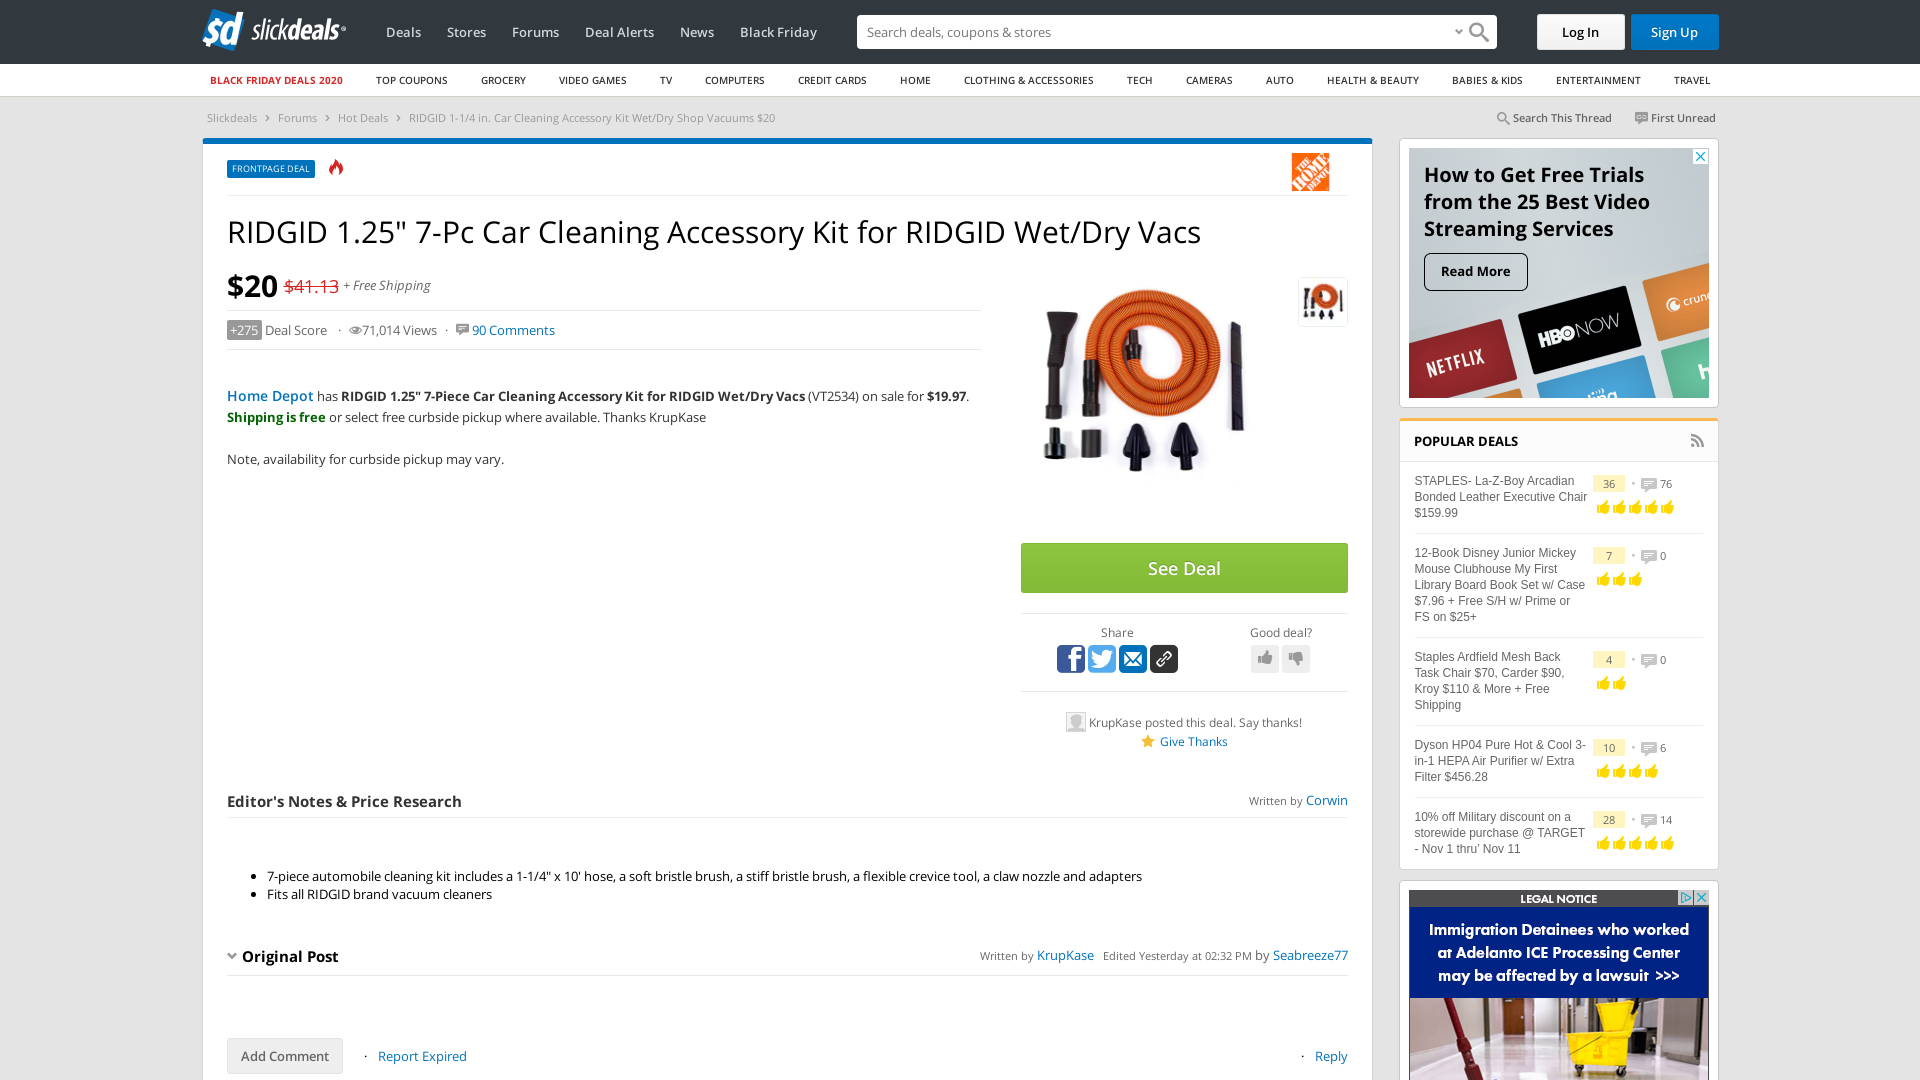 slickdeals
Deals
Stores
Forums
Deal Alerts
News
Black Friday
Search deals, coupons & stores
Log In
Sign Up
BLACK FRIDAY DEALS 2020
TOP COUPONS
GROCERY
VIDEO GAMES
TV
COMPUTERS
CREDIT CARDS
HOME
CLOTHING & ACCESSORIES
TECH
CAMERAS
AUTO
HEALTH & BEAUTY
BABIES & KIDS
ENTERTAINMENT
TRAVEL
Slickdeals › Forums › Hot Deals › RIDGID 1-1/4 in. Car Cleaning Accessory Kit Wet/Dry Shop Vacuums $20
Search This Thread
First Unread
FRONTPAGE DEAL
THE HOME DEPOT
RIDGID 1.25" 7-Pc Car Cleaning Accessory Kit for RIDGID Wet/Dry Vacs
$20 $41.13 + Free Shipping
+275 Deal Score · 71,014 Views · 90 Comments
Home Depot has RIDGID 1.25" 7-Piece Car Cleaning Accessory Kit for RIDGID Wet/Dry Vacs (VT2534) on sale for $19.97.
Shipping is free or select free curbside pickup where available. Thanks KrupKase
Note, availability for curbside pickup may vary.
See Deal
Share
Good deal?
KrupKase posted this deal. Say thanks!
Give Thanks
Editor's Notes & Price Research
Written by Corwin
• 7-piece automobile cleaning kit includes a 1-1/4" x 10' hose, a soft bristle brush, a stiff bristle brush, a flexible crevice tool, a claw nozzle and adapters
• Fits all RIDGID brand vacuum cleaners
Original Post
Written by KrupKase Edited Yesterday at 02:32 PM by Seabreeze77
Add Comment
· Report Expired
· Reply
How to Get Free Trials
from the 25 Best Video
Streaming Services
Read More
NETFLIX
HBO NOW
crunc
ling
h
POPULAR DEALS
STAPLES- La-Z-Boy Arcadian
Bonded Leather Executive Chair
$159.99
36 • 76
12-Book Disney Junior Mickey
Mouse Clubhouse My First
Library Board Book Set w/ Case
$7.96 + Free S/H w/ Prime or
FS on $25+
7 • 0
Staples Ardfield Mesh Back
Task Chair $70, Carder $90,
Kroy $110 & More + Free
Shipping
4 • 0
Dyson HP04 Pure Hot & Cool 3-
in-1 HEPA Air Purifier w/ Extra
Filter $456.28
10 • 6
10% off Military discount on a
storewide purchase @ TARGET
- Nov 1 thru' Nov 11
28 • 14
LEGAL NOTICE
Immigration Detainees who worked
at Adelanto ICE Processing Center
may be affected by a lawsuit >>>